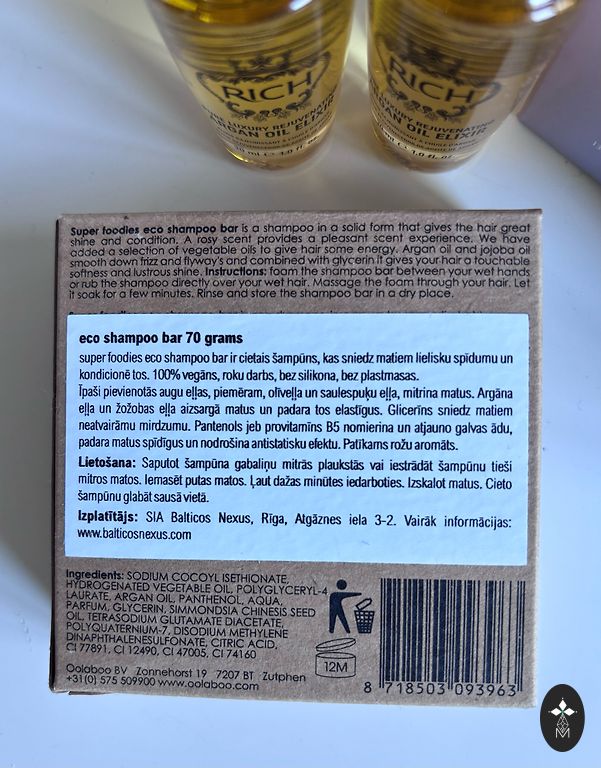 RICH
THE LUXURY REJUVENATING
ARGAN OIL ELIXIR
RICH
LUXURY REJUVENATING
ARGAN OIL ELIXIR
Super foodies eco shampoo bar is a shampoo in a solid form that gives the hair great
shine and condition. A rosy scent provides a pleasant scent experience. We have
added a selection of vegetable oils to give hair some energy. Argan oil and jojoba oil
smooth down frizz and flyway's and combined with glycerin it gives your hair a touchable
softness and lustrous shine. Instructions: foam the shampoo bar between your wet hands
or rub the shampoo directly over your wet hair. Massage the foam through your hair. Let
it soak for a few minutes. Rinse and store the shampoo bar in a dry place.
eco shampoo bar 70 grams
super foodies eco shampoo bar ir cietais šampūns, kas sniedz matiem lielisku spīdumu un
kondicionē tos. 100% vegāns, roku darbs, bez silikona, bez plastmasas.
Īpaši pievienotās augu eļļas, piemēram, olīveļļa un saulespuķu eļļa, mitrina matus. Argāna
eļļa un žožobas eļļa aizsargā matus un padara tos elastīgus. Glicerīns sniedz matiem
neatvairāmu mirdzumu. Pantenols jeb provitamīns B5 nomierina un atjauno galvas ādu,
padara matus spīdīgus un nodrošina antistatisku efektu. Patīkams rožu aromāts.
Lietošana: Saputot šampūna gabaliņu mitrās plaukstās vai iestrādāt šampūnu tieši
mitros matos. Iemasēt putas matos. Ļaut dažas minūtes iedarboties. Izskalot matus. Cieto
šampūnu glabāt sausā vietā.
Izplatītājs: SIA Balticos Nexus, Rīga, Atgāznes iela 3-2. Vairāk informācijas:
www.balticosnexus.com
Ingredients: SODIUM COCOYL ISETHIONATE,
HYDROGENATED VEGETABLE OIL, POLYGLYCERYL-4
LAURATE, ARGAN OIL, PANTHENOL, AQUA,
PARFUM, GLYCERIN, SIMMONDSIA CHINESIS SEED
OIL, TETRASODIUM GLUTAMATE DIACETATE,
POLYQUATERNIUM-7, DISODIUM METHYLENE
DINAPHTHALENESULFONATE, CITRIC ACID,
CI 77891, CI 12490, CI 47005, CI 74160
Oolaboo BV Zonnehorst 19 7207 BT Zutphen
+31(0) 575 509900 www.oolaboo.com
12M
8 718503 093963
M